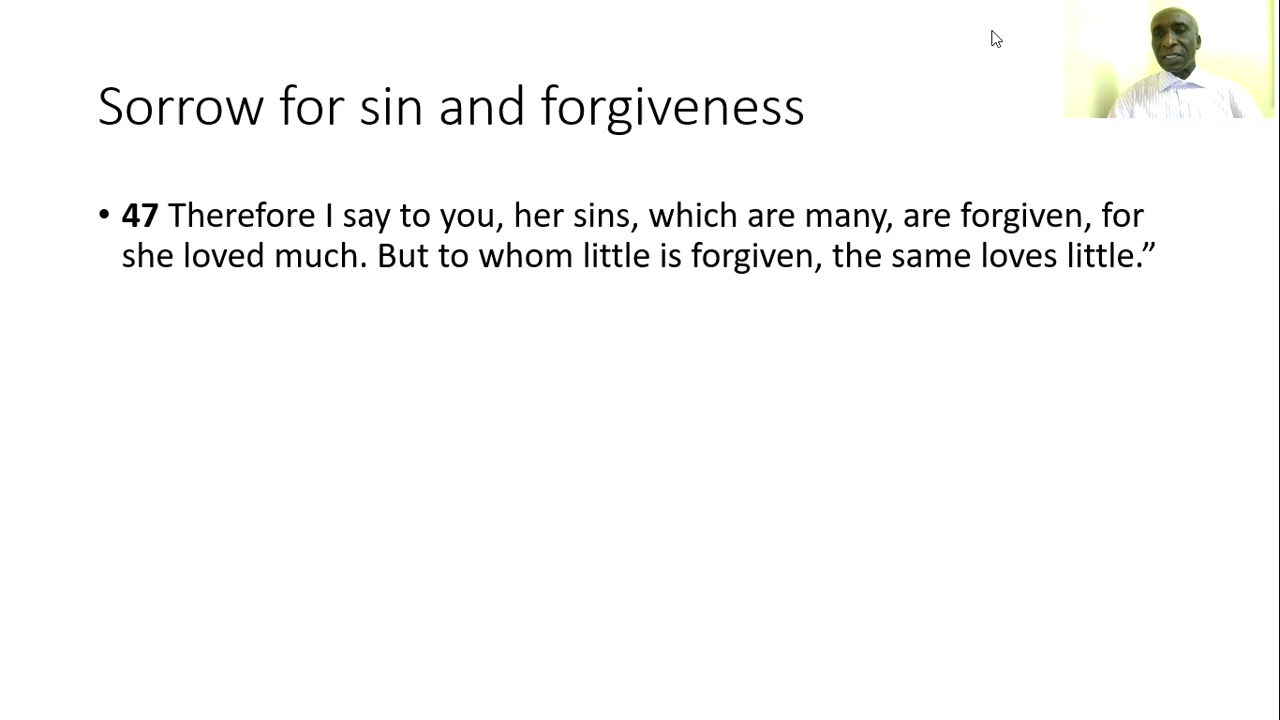 Sorrow for sin and forgiveness
• 47 Therefore I say to you, her sins, which are many, are forgiven, for
she loved much. But to whom little is forgiven, the same loves little.”